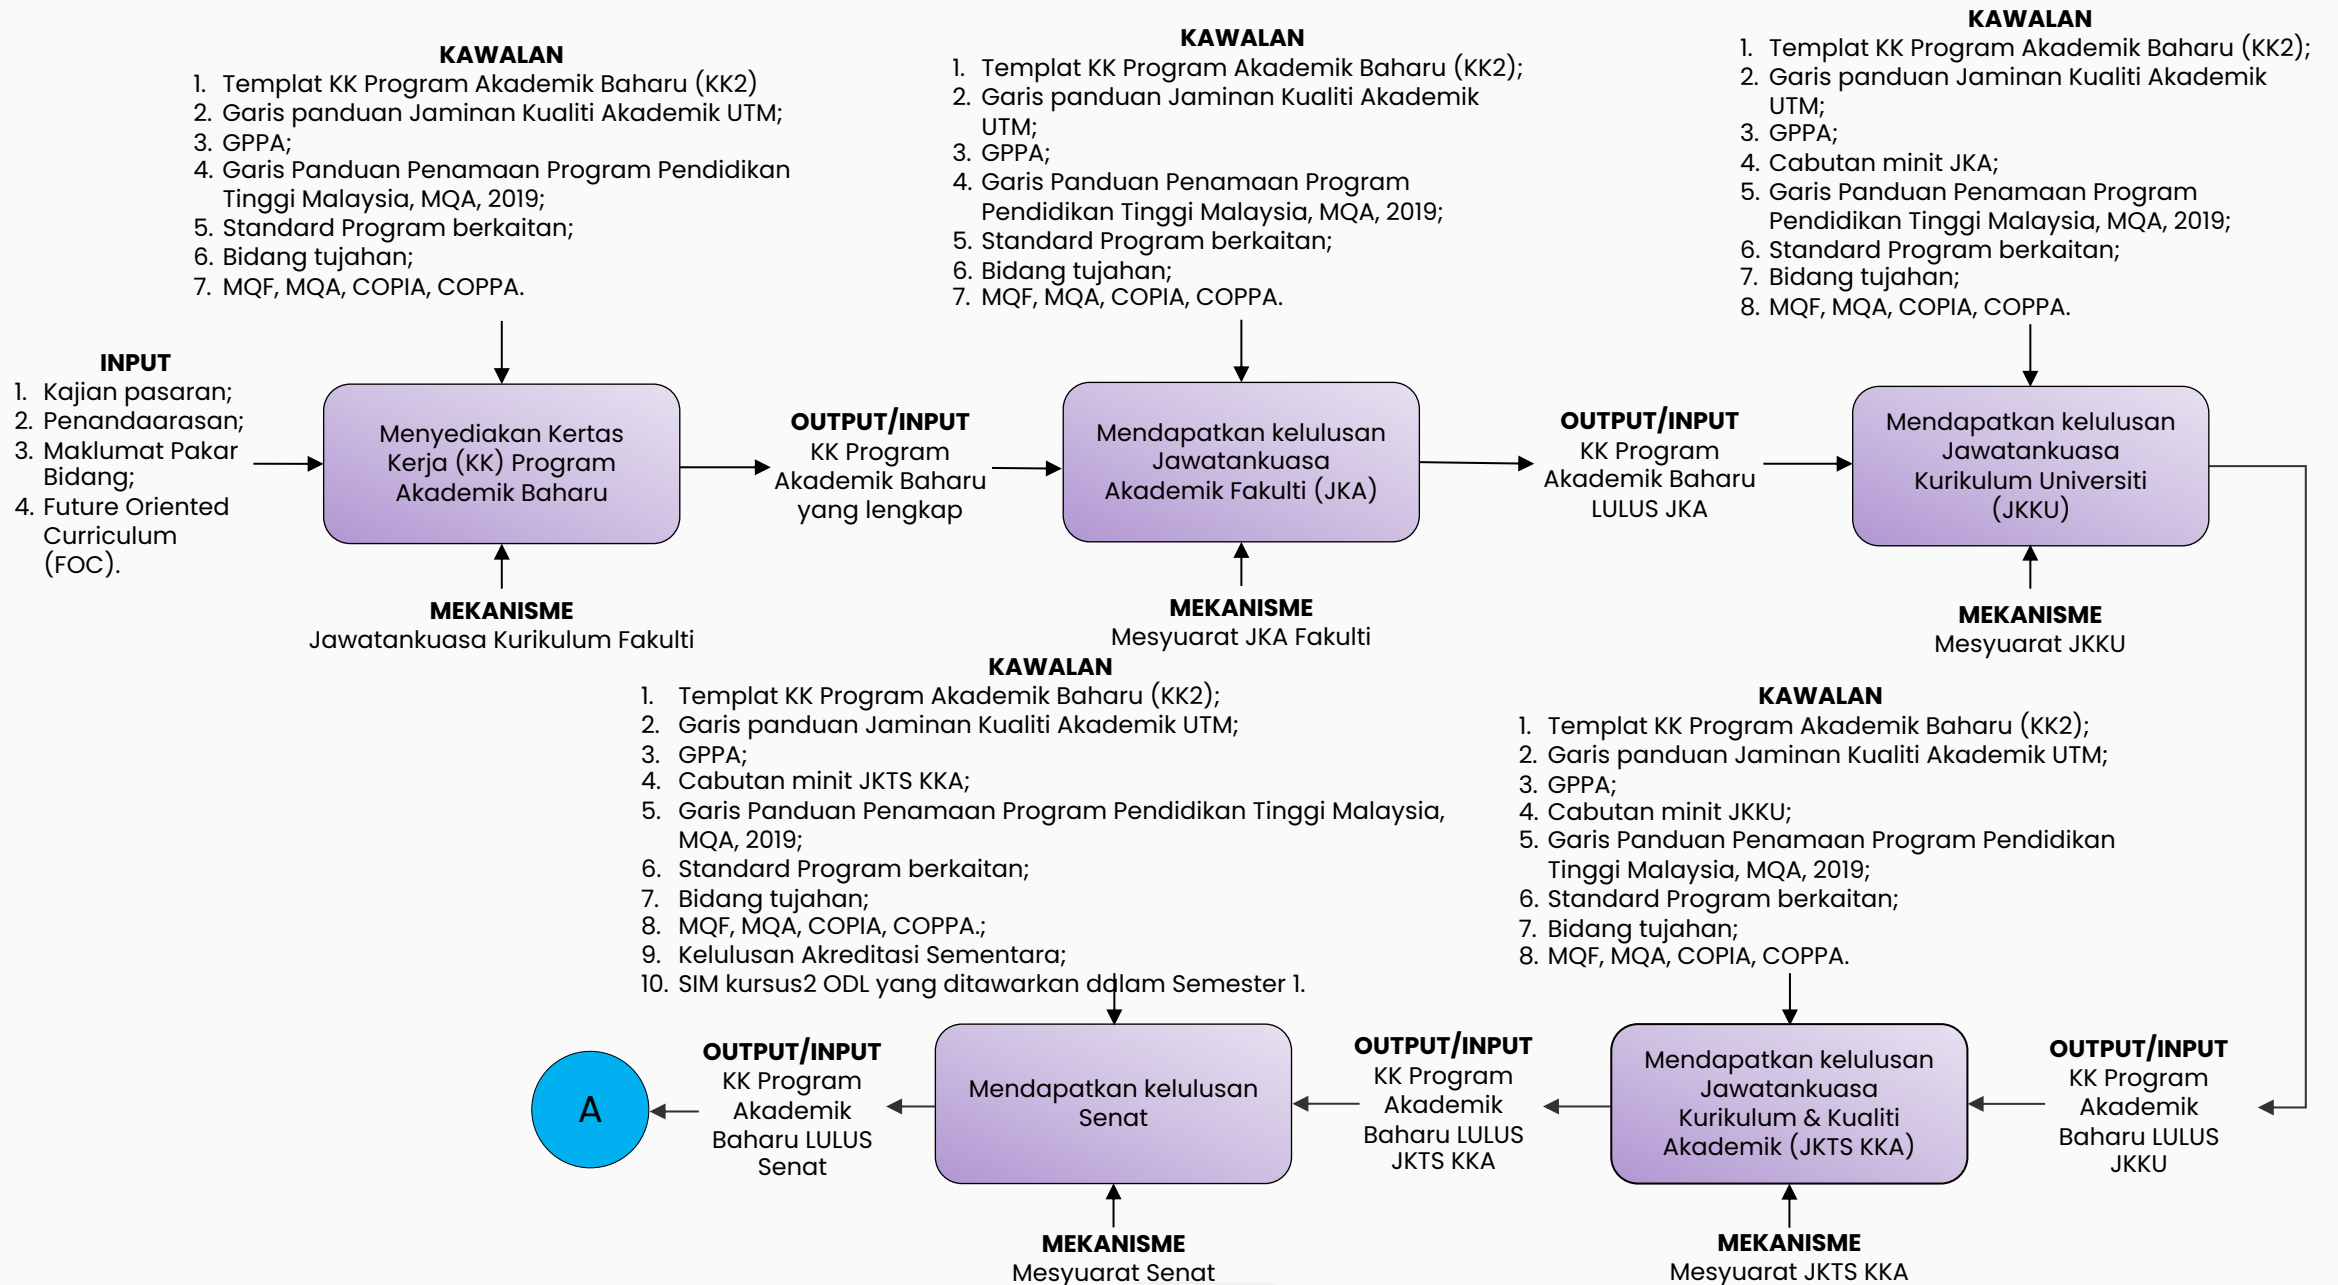 KAWALAN
1. Templat KK Program Akademik Baharu (KK2)
2. Garis panduan Jaminan Kualiti Akademik UTM;
3. GPPA;
4. Garis Panduan Penamaan Program Pendidikan
Tinggi Malaysia, MQA, 2019;
5. Standard Program berkaitan;
6. Bidang tujahan;
7. MQF, MQA, COPIA, COPPA.
KAWALAN
1. Templat KK Program Akademik Baharu (KK2);
2. Garis panduan Jaminan Kualiti Akademik
UTM;
3. GPPA;
4. Garis Panduan Penamaan Program
Pendidikan Tinggi Malaysia, MQA, 2019;
5. Standard Program berkaitan;
6. Bidang tujahan;
7. MQF, MQA, COPIA, COPPA.
KAWALAN
1. Templat KK Program Akademik Baharu (KK2);
2. Garis panduan Jaminan Kualiti Akademik
UTM;
3. GPPA;
4. Cabutan minit JKA;
5. Garis Panduan Penamaan Program
Pendidikan Tinggi Malaysia, MQA, 2019;
6. Standard Program berkaitan;
7. Bidang tujahan;
8. MQF, MQA, COPIA, COPPA.
INPUT
1. Kajian pasaran;
2. Penandaarasan;
3. Maklumat Pakar
Bidang;
4. Future Oriented
Curriculum
(FOC).
Menyediakan Kertas
Kerja (KK) Program
Akademik Baharu
OUTPUT/INPUT
KK Program
Akademik Baharu
yang lengkap
Mendapatkan kelulusan
Jawatankuasa
Akademik Fakulti (JKA)
OUTPUT/INPUT
KK Program
Akademik Baharu
LULUS JKA
Mendapatkan kelulusan
Jawatankuasa
Kurikulum Universiti
(JKKU)
MEKANISME
Jawatankuasa Kurikulum Fakulti
MEKANISME
Mesyuarat JKA Fakulti
MEKANISME
Mesyuarat JKKU
KAWALAN
1. Templat KK Program Akademik Baharu (KK2);
2. Garis panduan Jaminan Kualiti Akademik UTM;
3. GPPA;
4. Cabutan minit JKTS KKA;
5. Garis Panduan Penamaan Program Pendidikan Tinggi Malaysia,
MQA, 2019;
6. Standard Program berkaitan;
7. Bidang tujahan;
8. MQF, MQA, COPIA, COPPA.;
9. Kelulusan Akreditasi Sementara;
10. SIM kursus2 ODL yang ditawarkan dalam Semester 1.
KAWALAN
1. Templat KK Program Akademik Baharu (KK2);
2. Garis panduan Jaminan Kualiti Akademik UTM;
3. GPPA;
4. Cabutan minit JKKU;
5. Garis Panduan Penamaan Program Pendidikan
Tinggi Malaysia, MQA, 2019;
6. Standard Program berkaitan;
7. Bidang tujahan;
8. MQF, MQA, COPIA, COPPA.
A
OUTPUT/INPUT
KK Program
Akademik
Baharu LULUS
Senat
Mendapatkan kelulusan
Senat
OUTPUT/INPUT
KK Program
Akademik
Baharu LULUS
JKTS KKA
Mendapatkan kelulusan
Jawatankuasa
Kurikulum & Kualiti
Akademik (JKTS KKA)
OUTPUT/INPUT
KK Program
Akademik
Baharu LULUS
JKKU
MEKANISME
Mesyuarat Senat
MEKANISME
Mesyuarat JKTS KKA